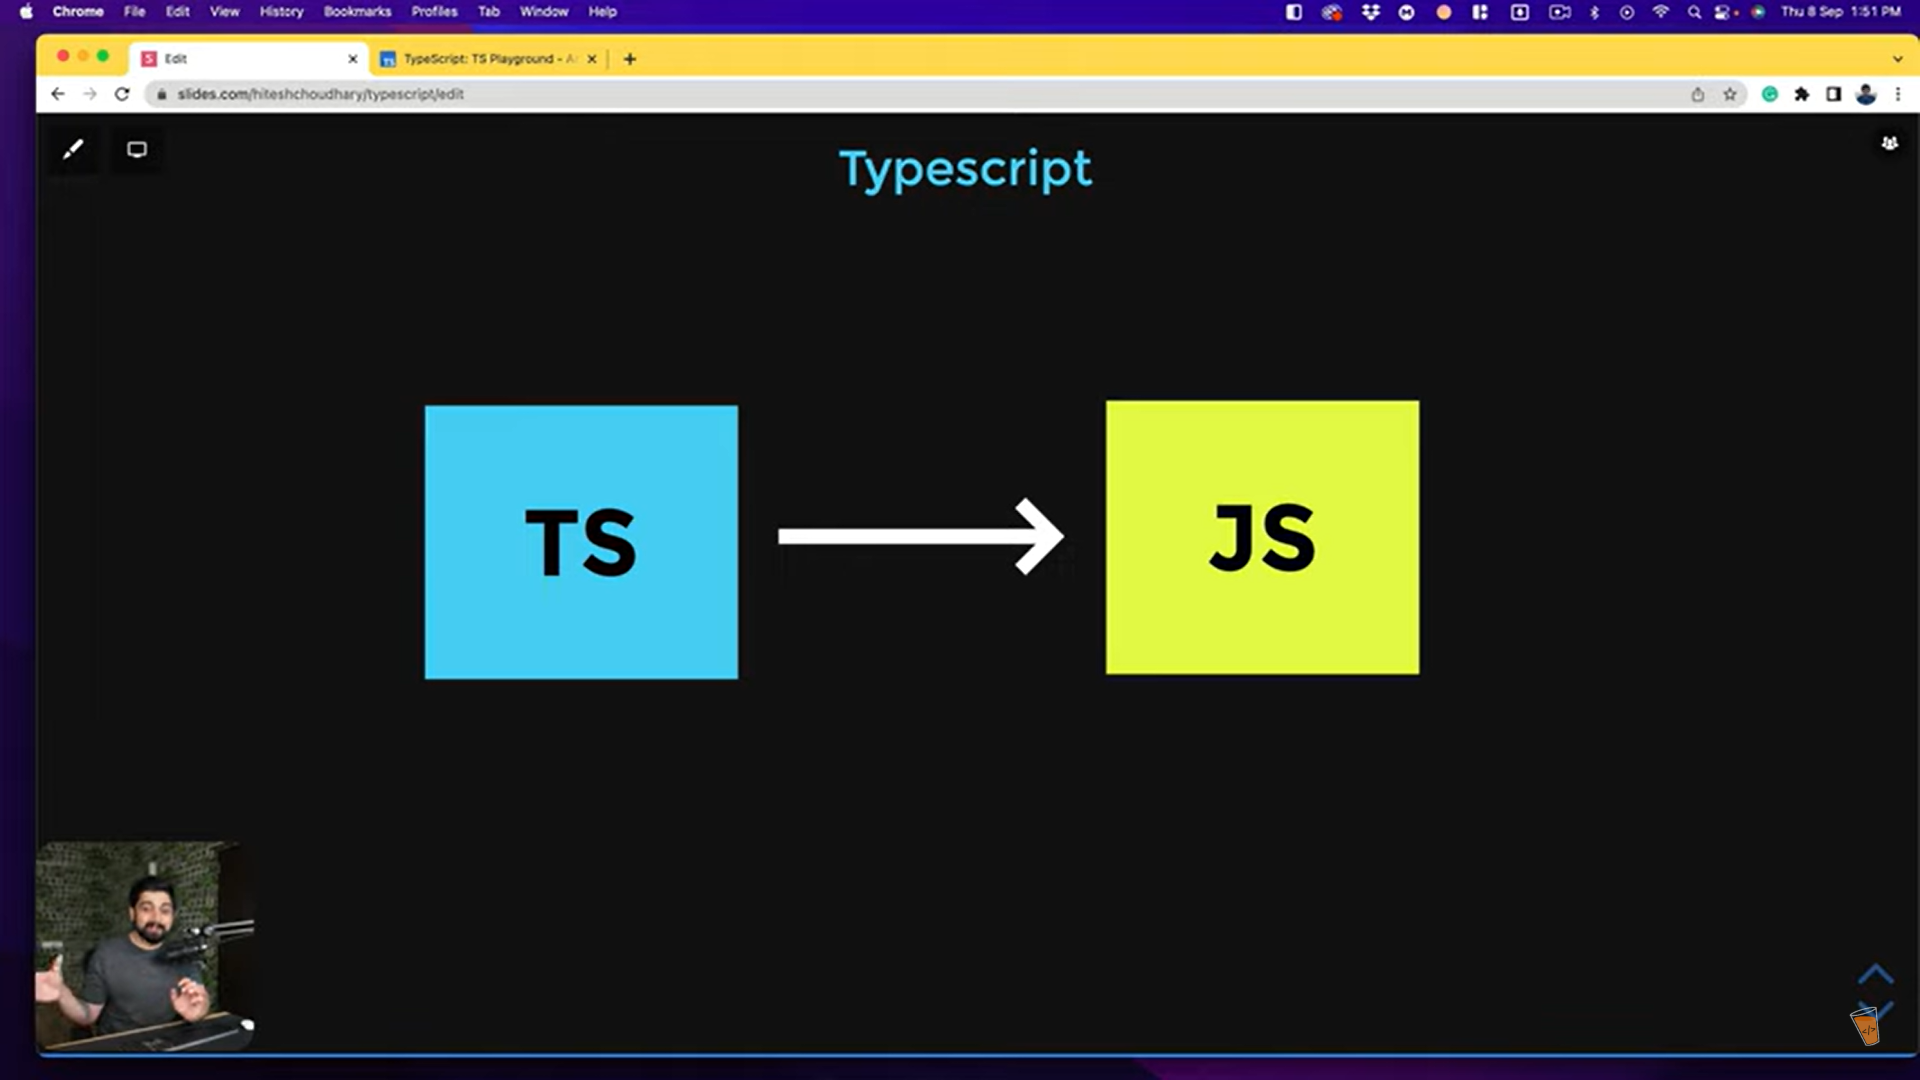 Chrome File Edit View History Bookmarks Profiles Tab Window Help Thu 8 Sep 1:51 PM
Edit TypeScript: TS Playground -
slides.com/hiteshchoudhary/typescript/edit
Typescript
TS JS